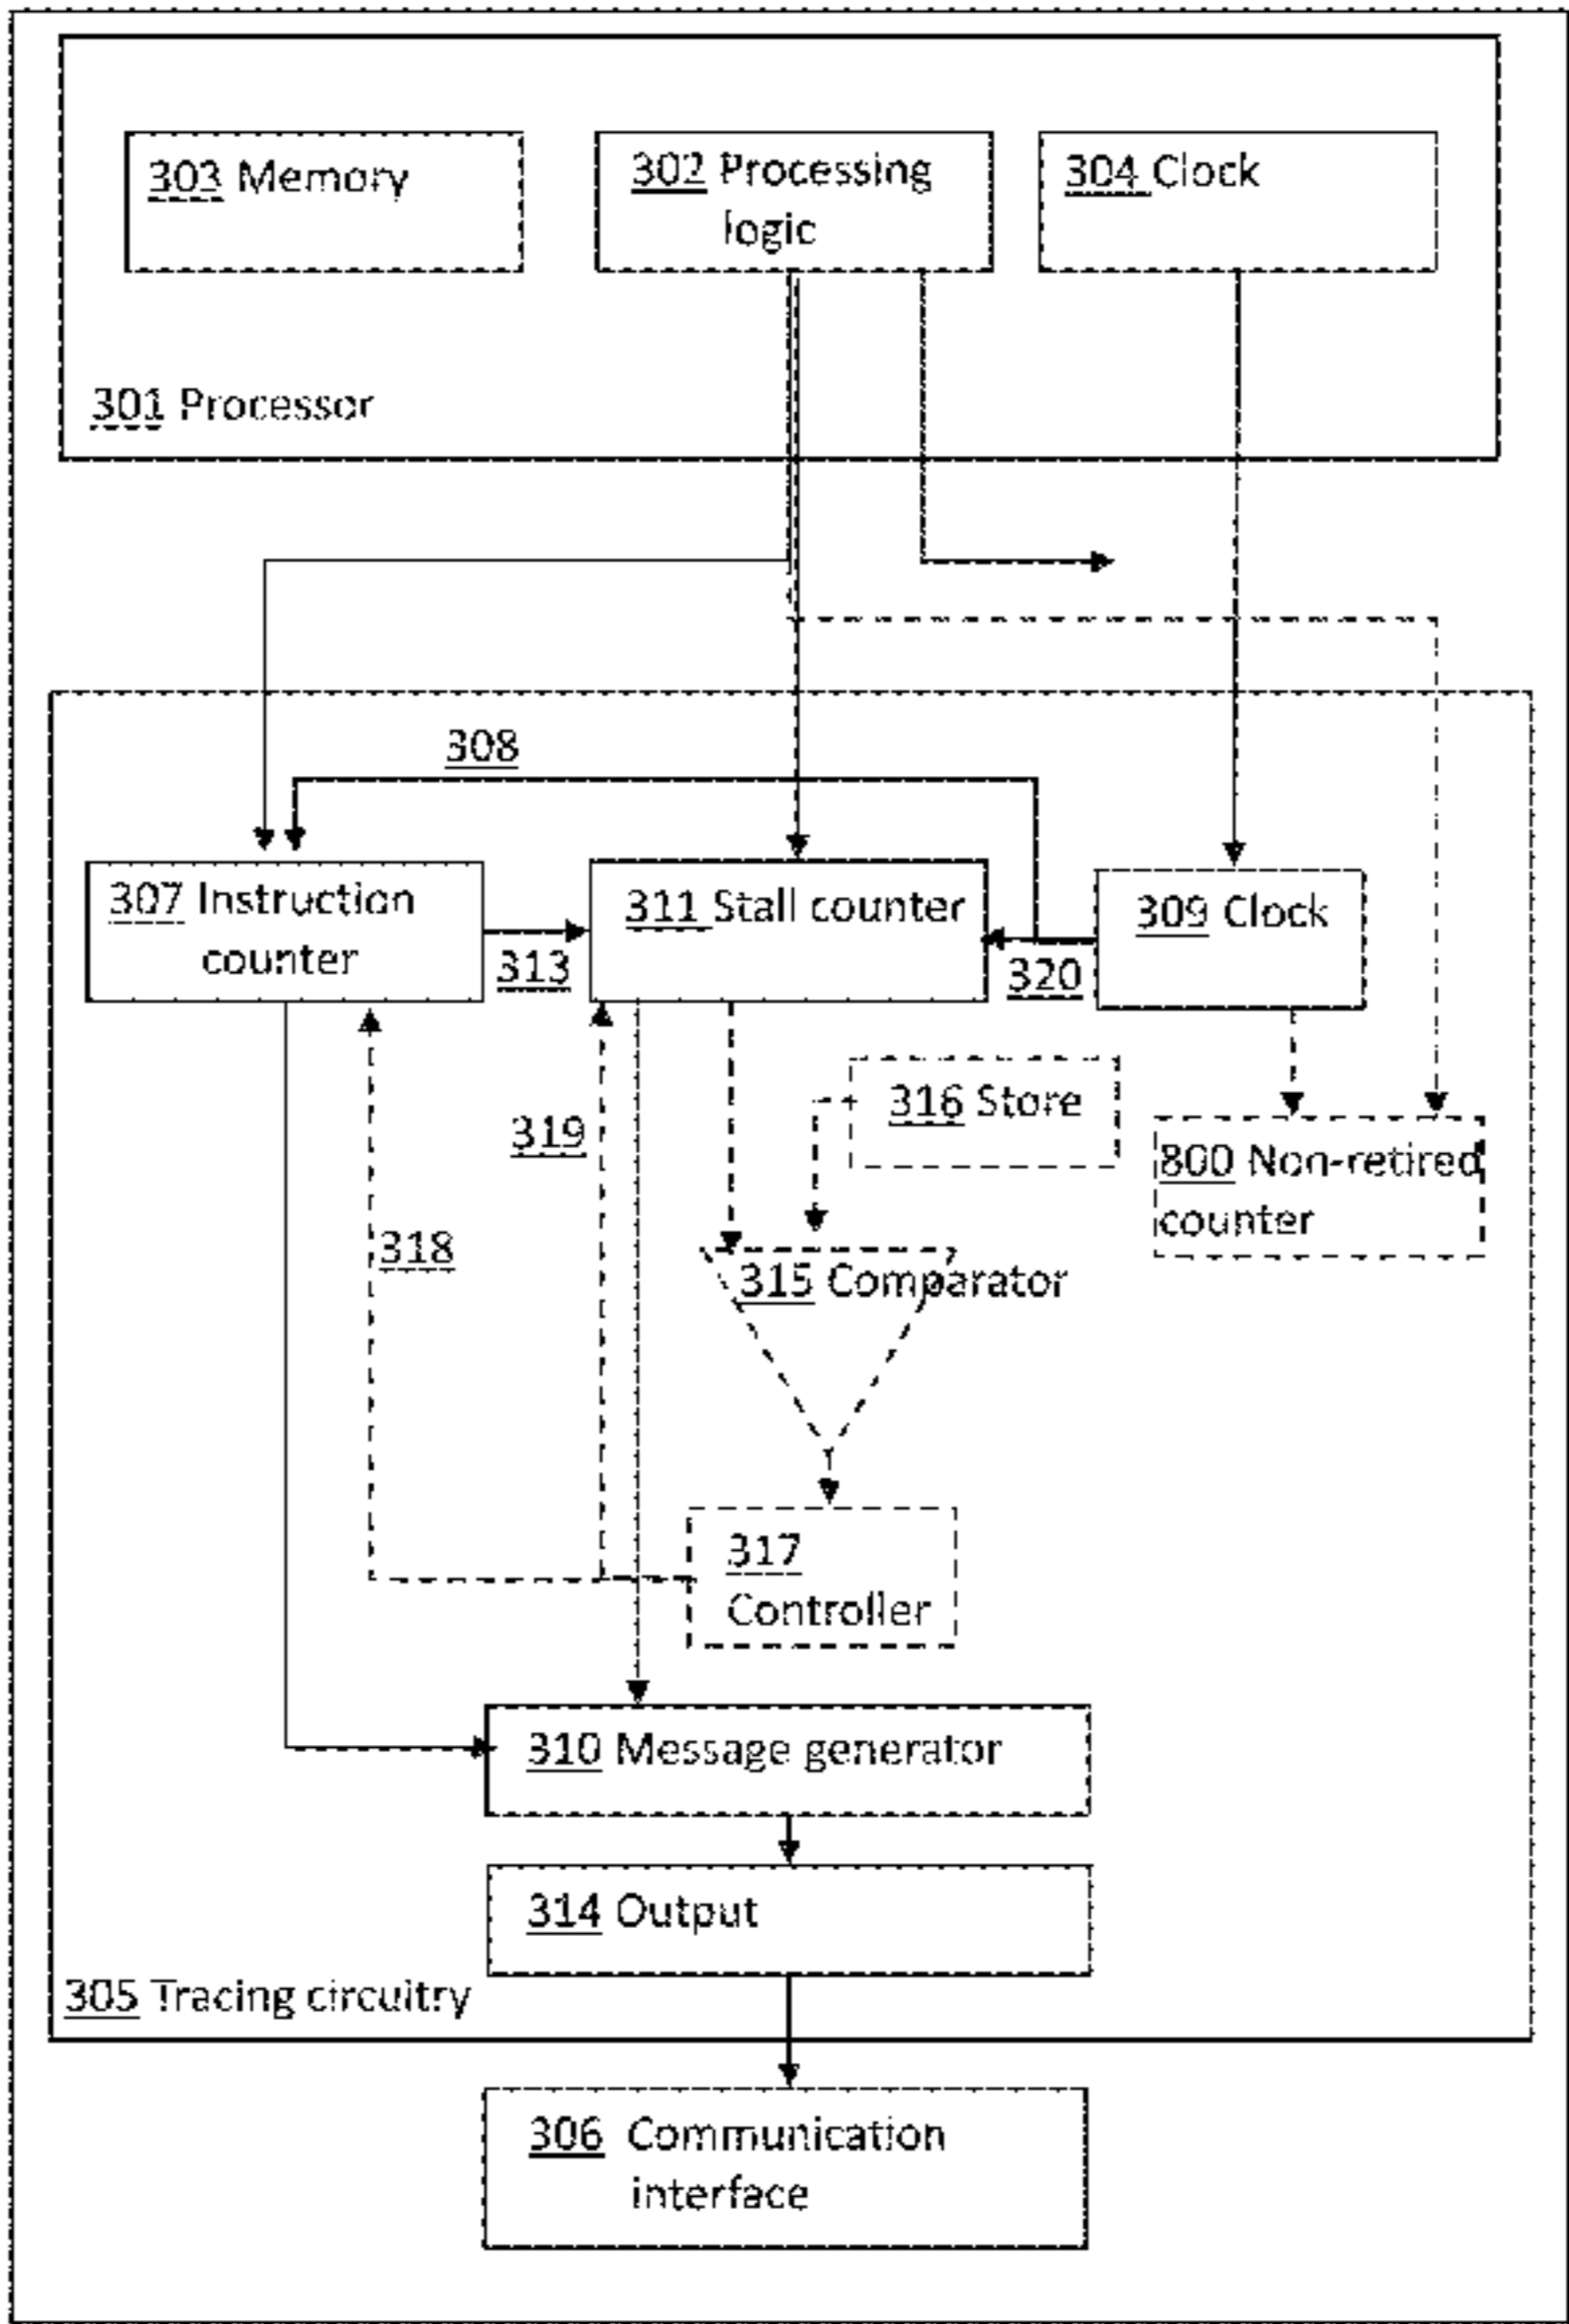 303 Memory
302 Processing
logic
304 Clock
301 Processor
308
307 Instruction
counter
313
311 Stall counter
320
309 Clock
316 Store
319
800 Non-retired
counter
318
315 Comparator
317
Controller
310 Message generator
314 Output
305 Tracing circuitry
306 Communication
interface